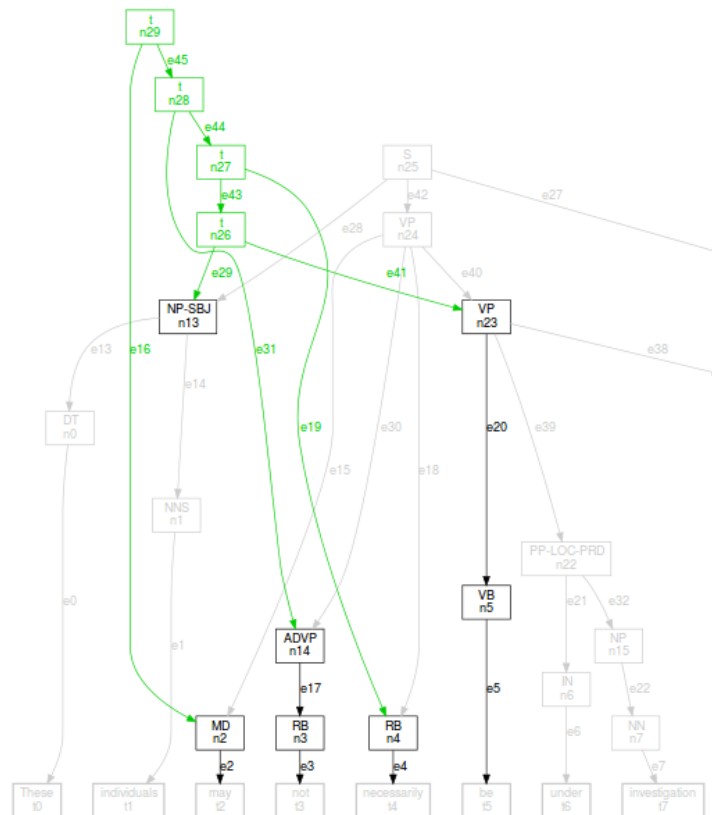 t
n29
e45
t
n28
e44
t
n27
S
n25
e43
e42
e27
t
n26
e28
VP
n24
e29
e41
e40
NP-SBJ
n13
VP
n23
e13
e16
e31
e38
e14
DT
n0
e19
e30
e20
e39
e15
e18
NNS
n1
PP-LOC-PRD
n22
e0
VB
n5
e21
e32
e1
ADVP
n14
NP
n15
e17
e5
IN
n6
e22
MD
n2
RB
n3
RB
n4
NN
n7
e2
e3
e4
e6
e7
These
t0
individuals
t1
may
t2
not
t3
necessarily
t4
be
t5
under
t6
investigation
t7